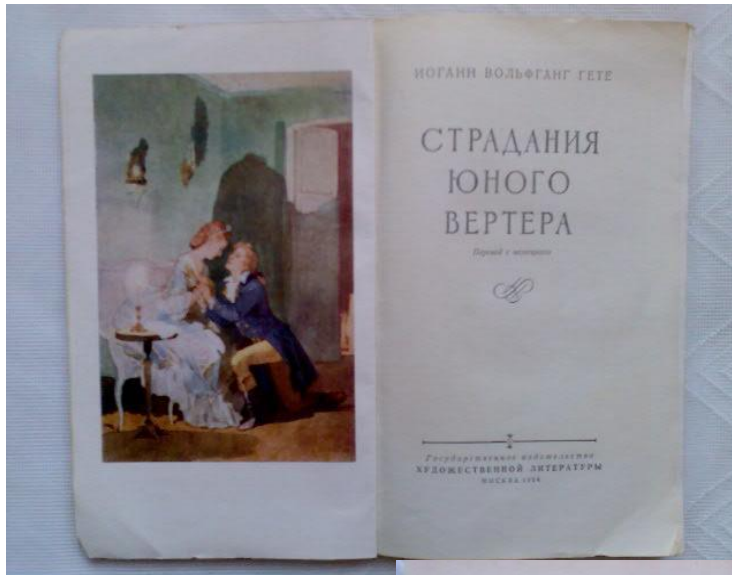 ИОГАНН ВОЛЬФГАНГ ГЕТЕ
СТРАДАНИЯ
ЮНОГО
ВЕРТЕРА
Перевод с немецкого
Государственное издательство
ХУДОЖЕСТВЕННОЙ ЛИТЕРАТУРЫ
МОСКВА